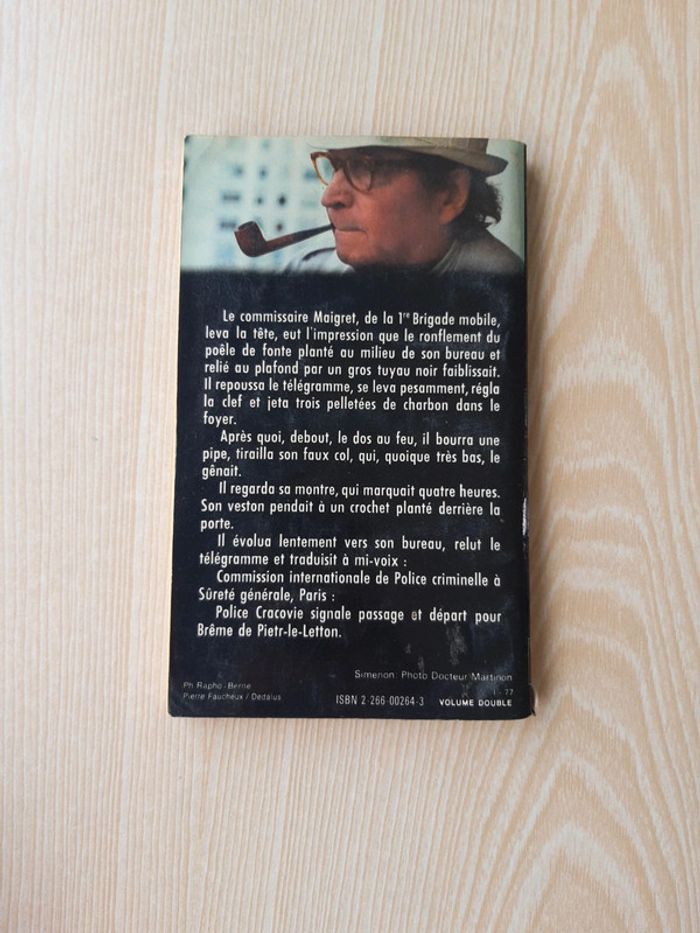 Le commissaire Maigret, de la 1re Brigade mobile,
leva la tête, eut l'impression que le ronflement du
poêle de fonte planté au milieu de son bureau et
relié au plafond par un gros tuyau noir faiblissait.
Il repoussa le télégramme, se leva pesamment, régla
la clef et jeta trois pelletées de charbon dans le
foyer.
Après quoi, debout, le dos au feu, il bourra une
pipe, tirailla son faux col, qui, quoique très bas, le
gênait.
Il regarda sa montre, qui marquait quatre heures.
Son veston pendait à un crochet planté derrière la
porte.
Il évolua lentement vers son bureau, relut le
télégramme et traduisit à mi-voix :
Commission internationale de Police criminelle à
Sûreté générale, Paris :
Police Cracovie signale passage et départ pour
Brême de Pietr-le-Letton.
Simenon: Photo Docteur Martinon
Ph Rapho - Berne
Pierre Faucheux / Dedalus
I - 77
ISBN 2-266-00264-3 VOLUME DOUBLE